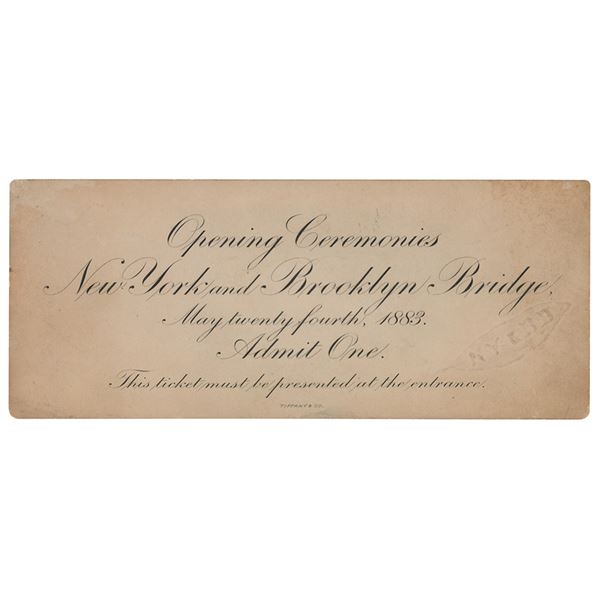 Opening Ceremonies
New York and Brooklyn Bridge,
May twenty fourth, 1883.
Admit One.
This ticket must be presented at the entrance.
TIFFANY & CO.